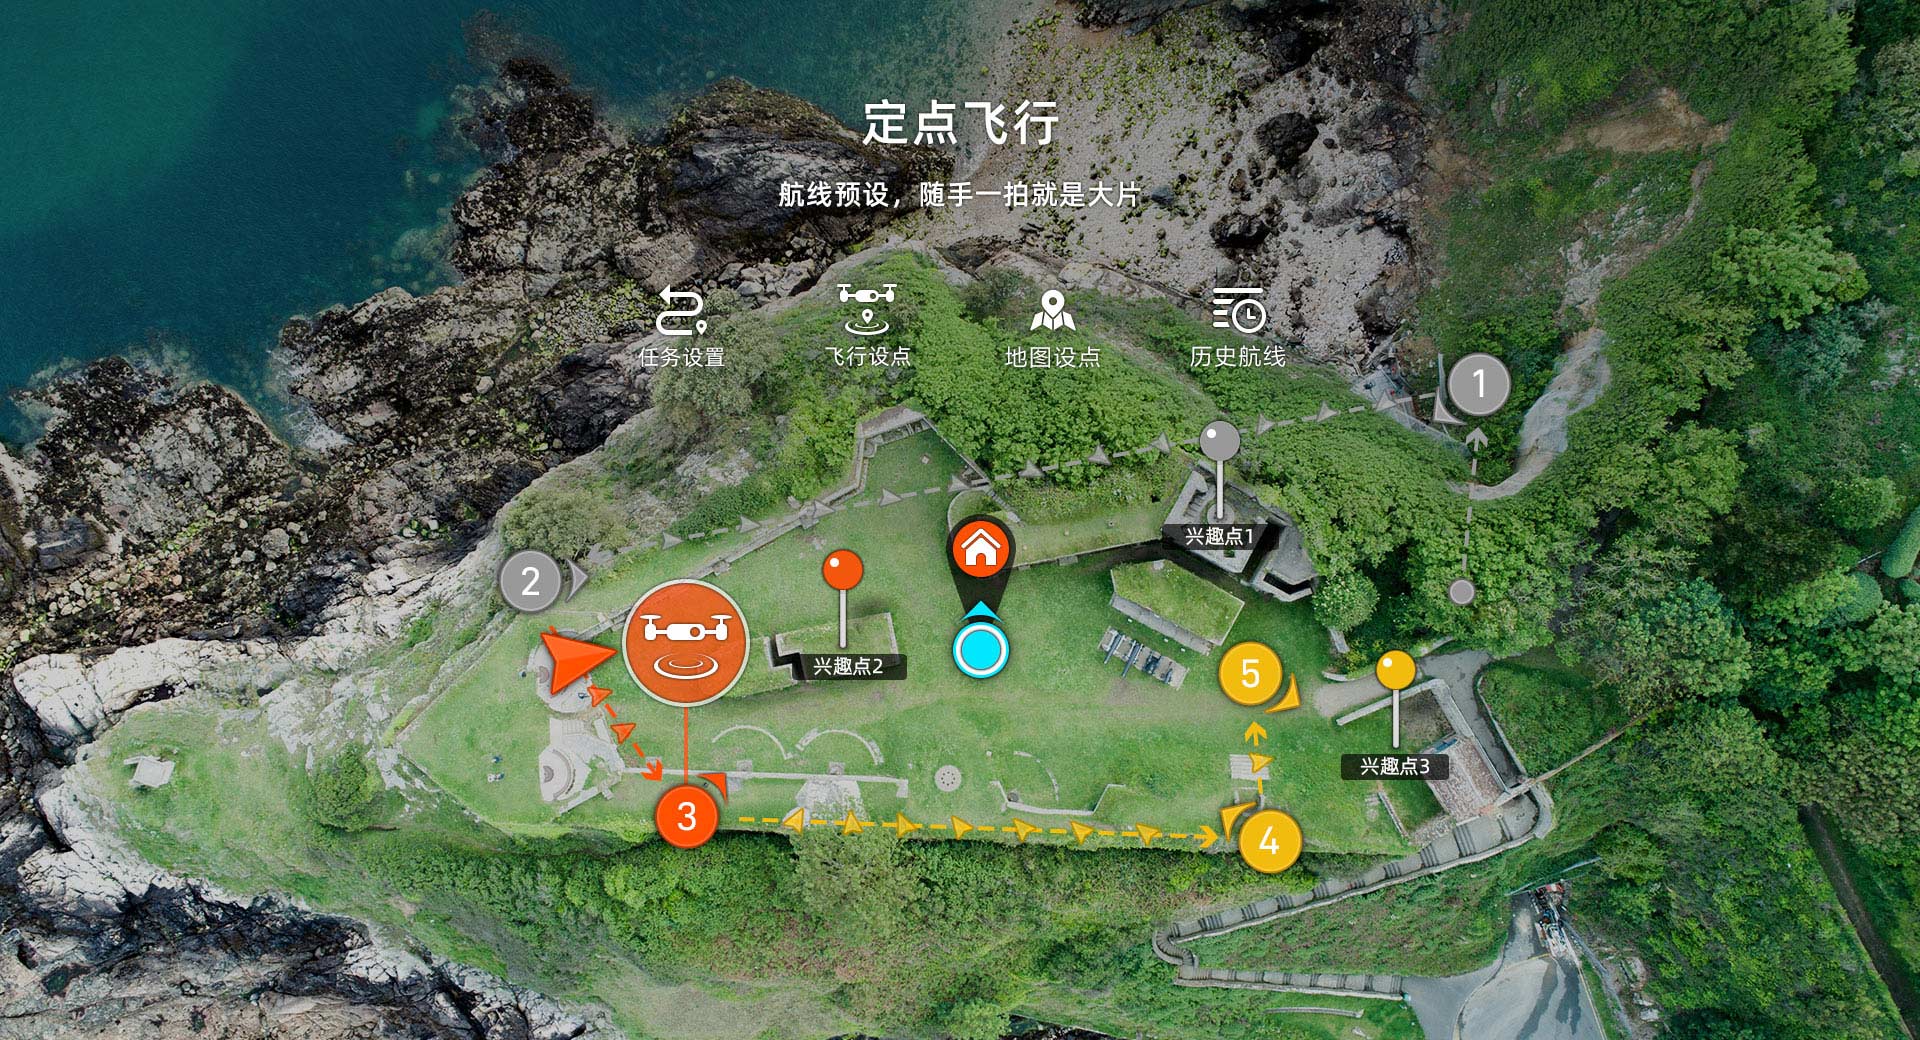 定点飞行
航线预设，随手一拍就是大片
任务设置
飞行设点
地图设点
历史航线
1
兴趣点1
2
兴趣点2
5
兴趣点3
3
4